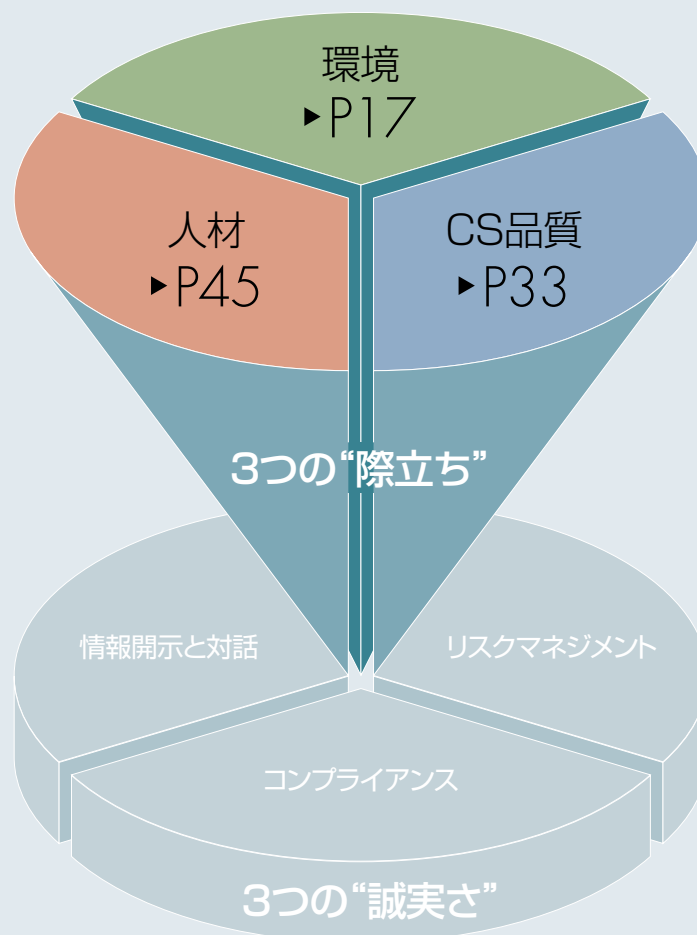 環境
▶P17
人材
▶P45
CS品質
▶P33
3つの“際立ち”
情報開示と対話
リスクマネジメント
コンプライアンス
3つの“誠実さ”